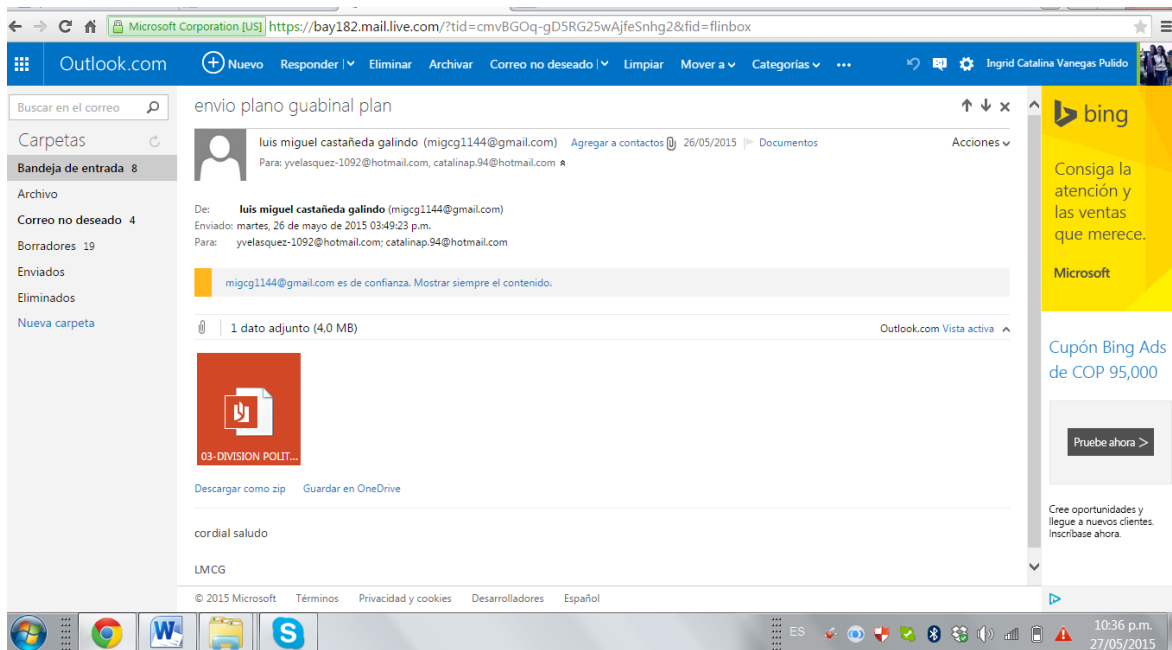 Microsoft Corporation [US] https://bay182.mail.live.com/?tid=cmvBGOq-gD5RG25wAjfeSnhg2&fid=flinbox
Outlook.com
Nuevo Responder Eliminar Archivar Correo no deseado Limpiar Mover a Categorías ••• Ingrid Catalina Vanegas Pulido
Buscar en el correo
Carpetas
Bandeja de entrada 8
Archivo
Correo no deseado 4
Borradores 19
Enviados
Eliminados
Nueva carpeta
envio plano guabinal plan
luis miguel castañeda galindo (migcg1144@gmail.com) Agregar a contactos 26/05/2015 Documentos Acciones
Para: yvelasquez-1092@hotmail.com, catalinap.94@hotmail.com
De: luis miguel castañeda galindo (migcg1144@gmail.com)
Enviado: martes, 26 de mayo de 2015 03:49:23 p.m.
Para: yvelasquez-1092@hotmail.com; catalinap.94@hotmail.com
migcg1144@gmail.com es de confianza. Mostrar siempre el contenido.
1 dato adjunto (4,0 MB) Outlook.com Vista activa
03-DIVISION POLIT...
Descargar como zip Guardar en OneDrive
cordial saludo
LMCG
© 2015 Microsoft Términos Privacidad y cookies Desarrolladores Español
bing
Consiga la
atención y
las ventas
que merece.
Microsoft
Cupón Bing Ads
de COP 95,000
Pruebe ahora >
Cree oportunidades y
llegue a nuevos clientes.
Inscríbase ahora.
ES
10:36 p.m.
27/05/2015